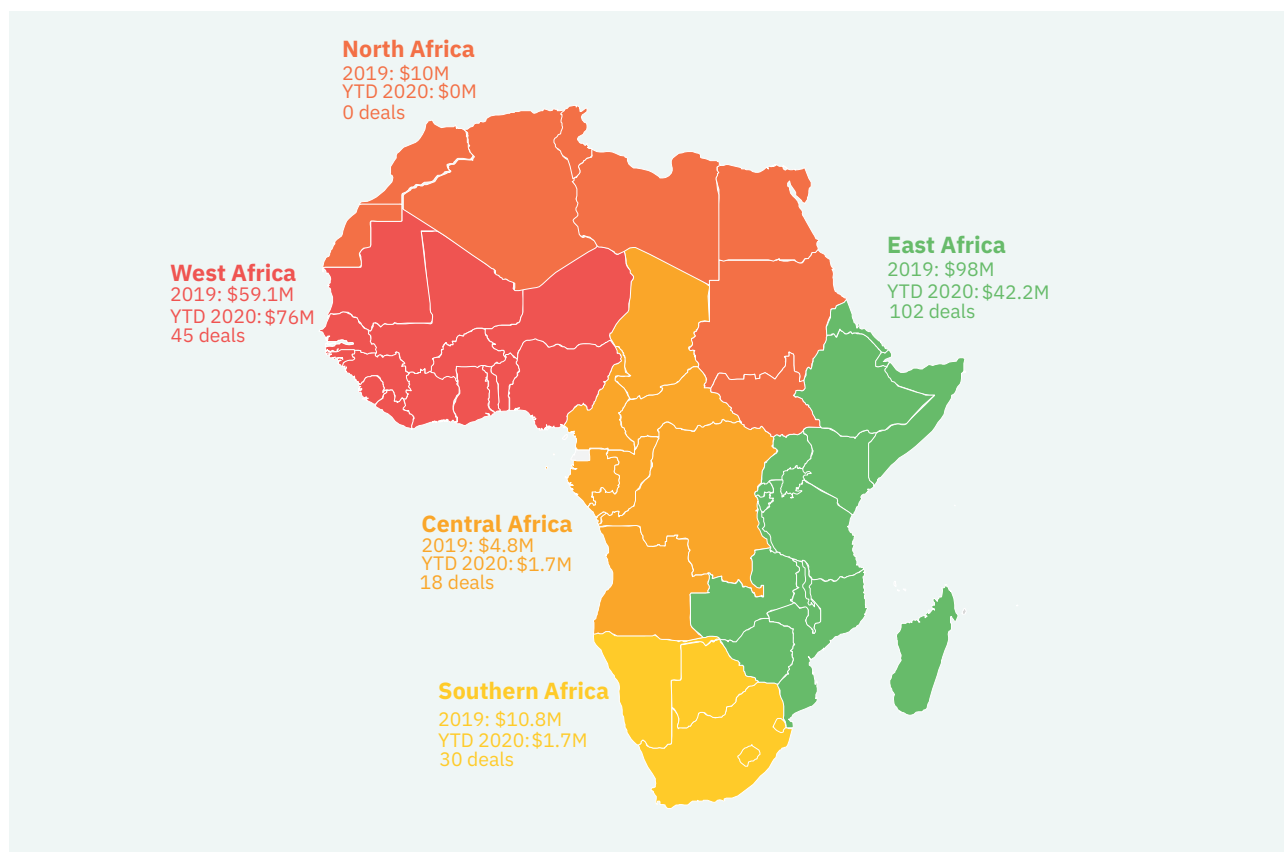 North Africa
2019: $10M
YTD 2020: $0M
0 deals
East Africa
2019: $98M
YTD 2020: $42.2M
102 deals
West Africa
2019: $59.1M
YTD 2020: $76M
45 deals
Central Africa
2019: $4.8M
YTD 2020: $1.7M
18 deals
Southern Africa
2019: $10.8M
YTD 2020: $1.7M
30 deals